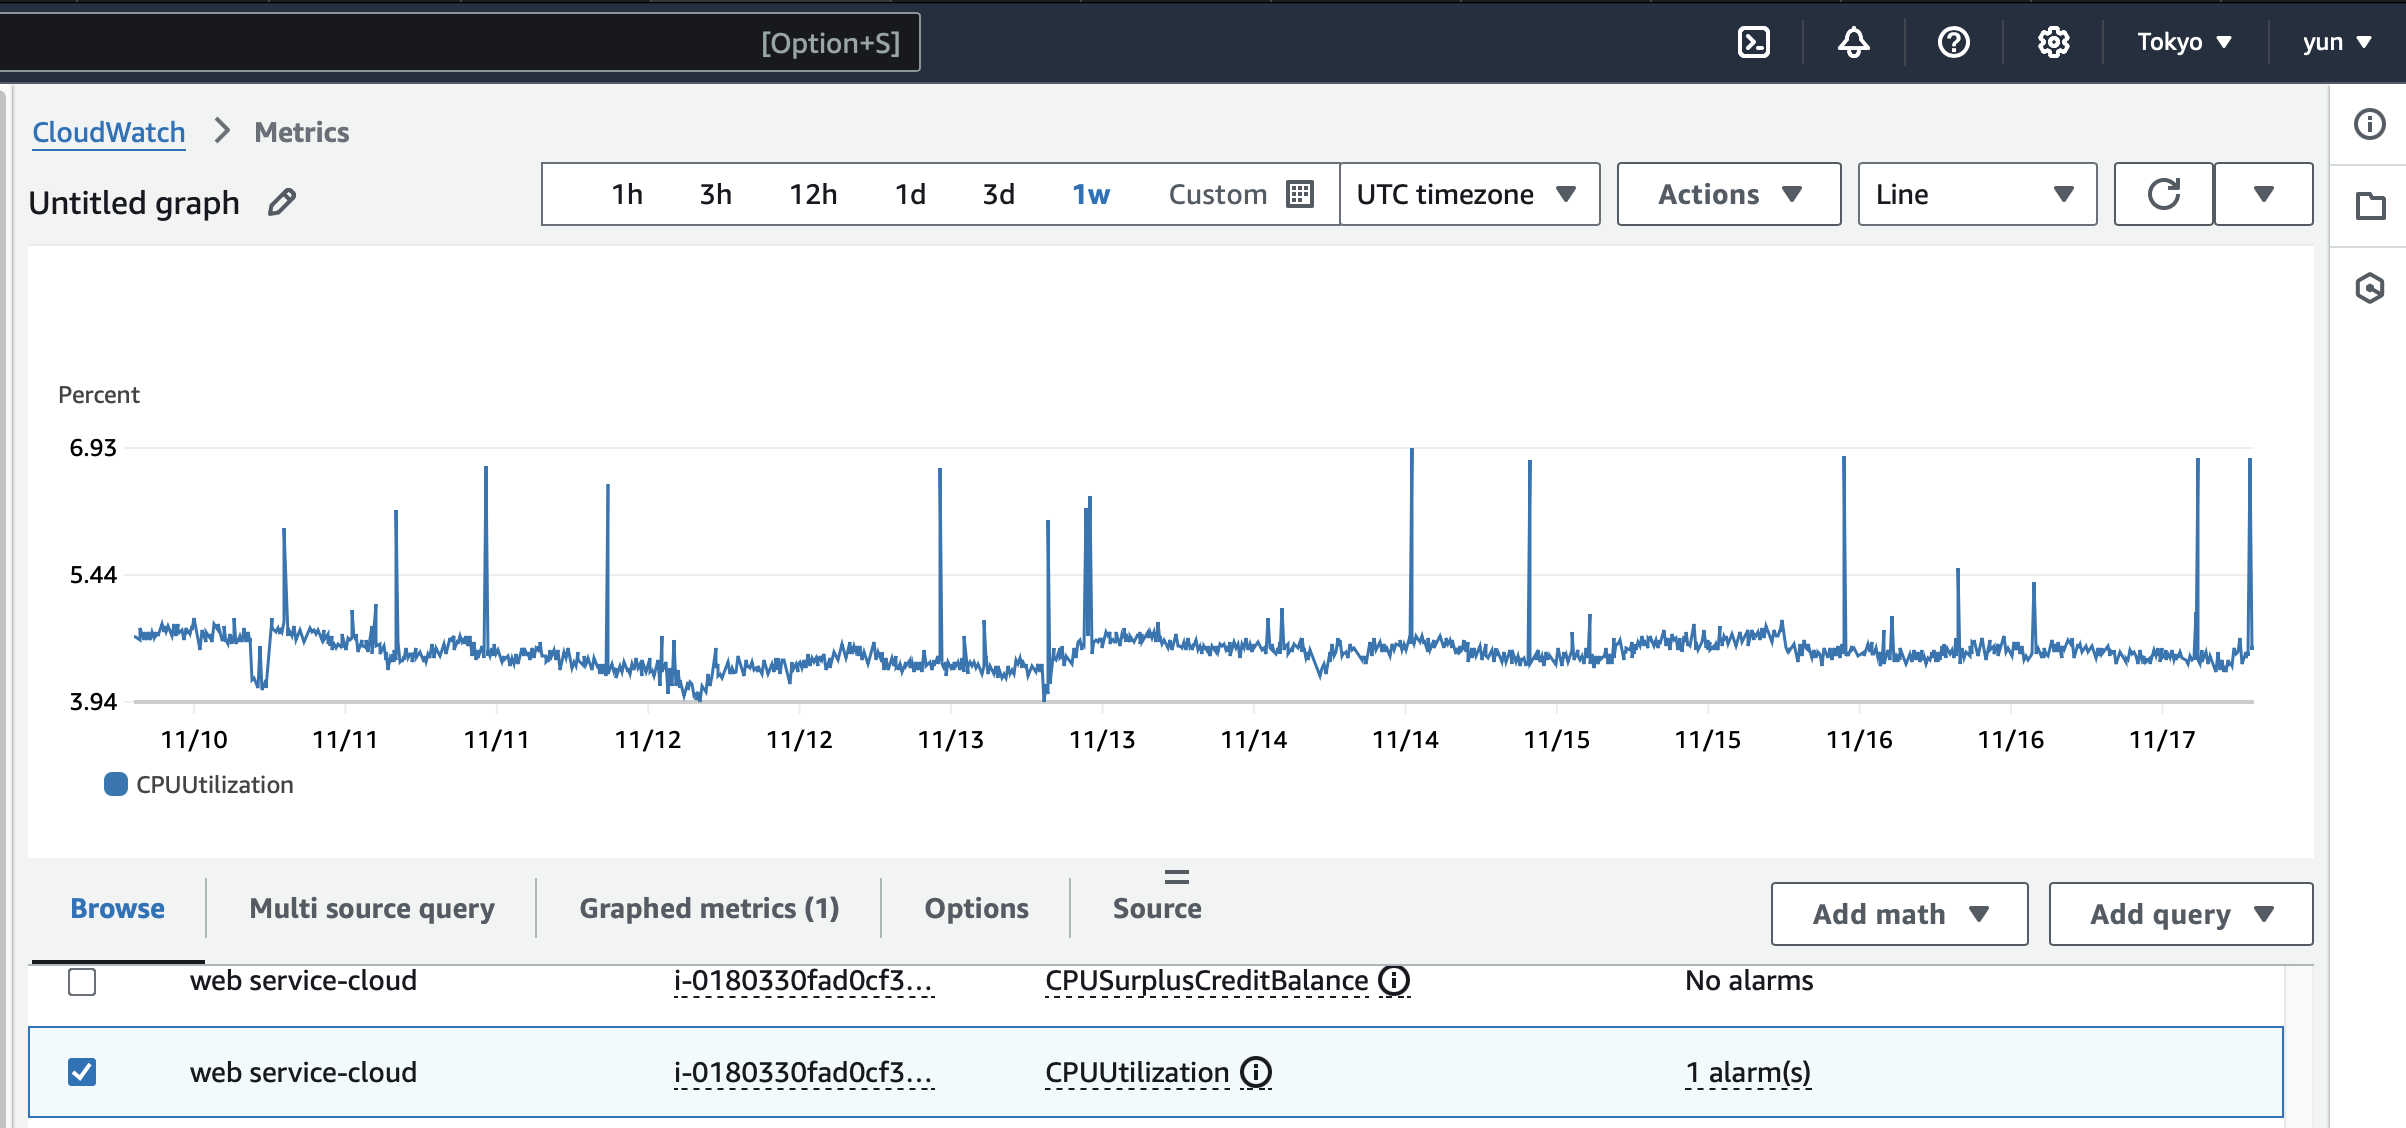 [Option+S]
Tokyo
yun
CloudWatch
Metrics
Untitled graph
1h
3h
12h
1d
3d
1w
Custom
UTC timezone
Actions
Line
Percent
6.93
5.44
3.94
11/10
11/11
11/11
11/12
11/12
11/13
11/13
11/14
11/14
11/15
11/15
11/16
11/16
11/17
CPUUtilization
Browse
Multi source query
Graphed metrics (1)
Options
Source
Add math
Add query
web service-cloud
i-0180330fad0cf3...
CPUSurplusCreditBalance
No alarms
web service-cloud
i-0180330fad0cf3...
CPUUtilization
1 alarm(s)